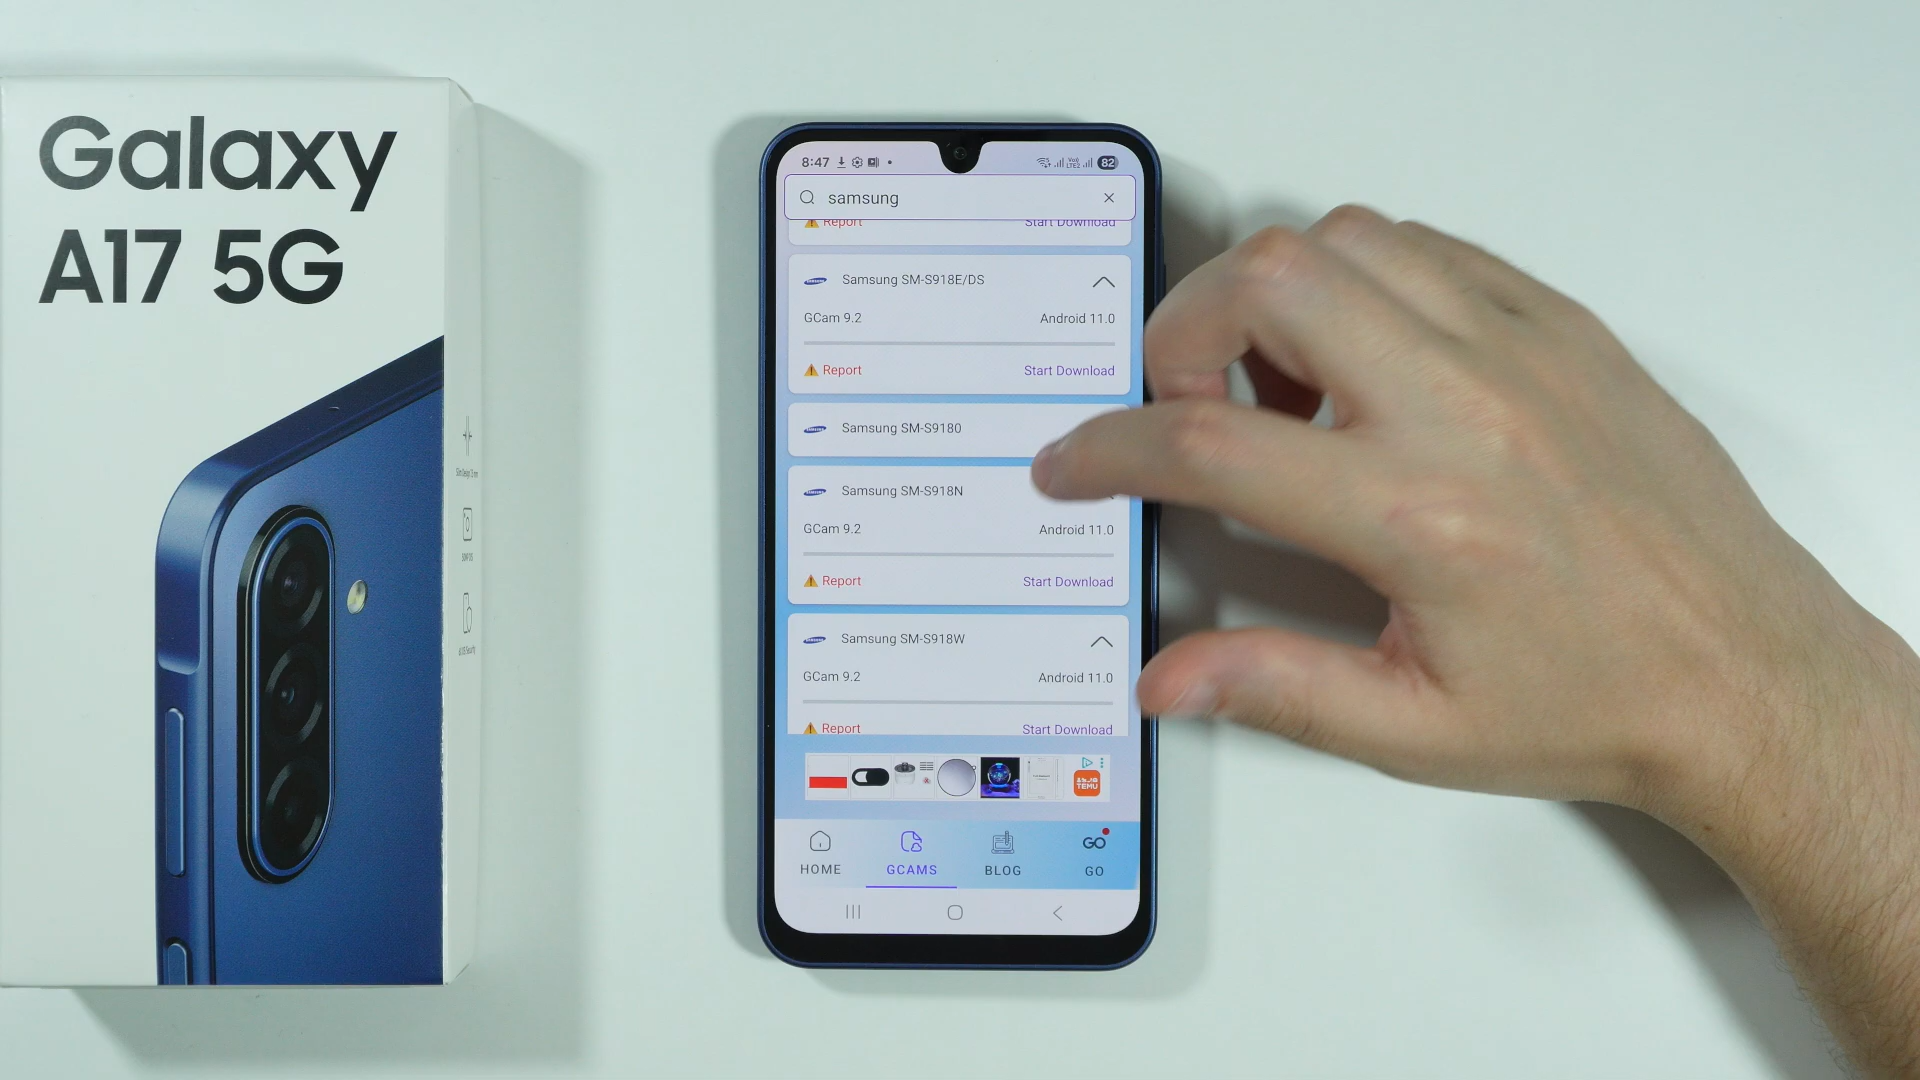 Galaxy
A17 5G
8:47
82
samsung
Report Start Download
Samsung SM-S918E/DS
GCam 9.2 Android 11.0
Report Start Download
Samsung SM-S9180
Samsung SM-S918N
GCam 9.2 Android 11.0
Report Start Download
Samsung SM-S918W
GCam 9.2 Android 11.0
Report Start Download
TEMU
HOME GCAMS BLOG GO
GO